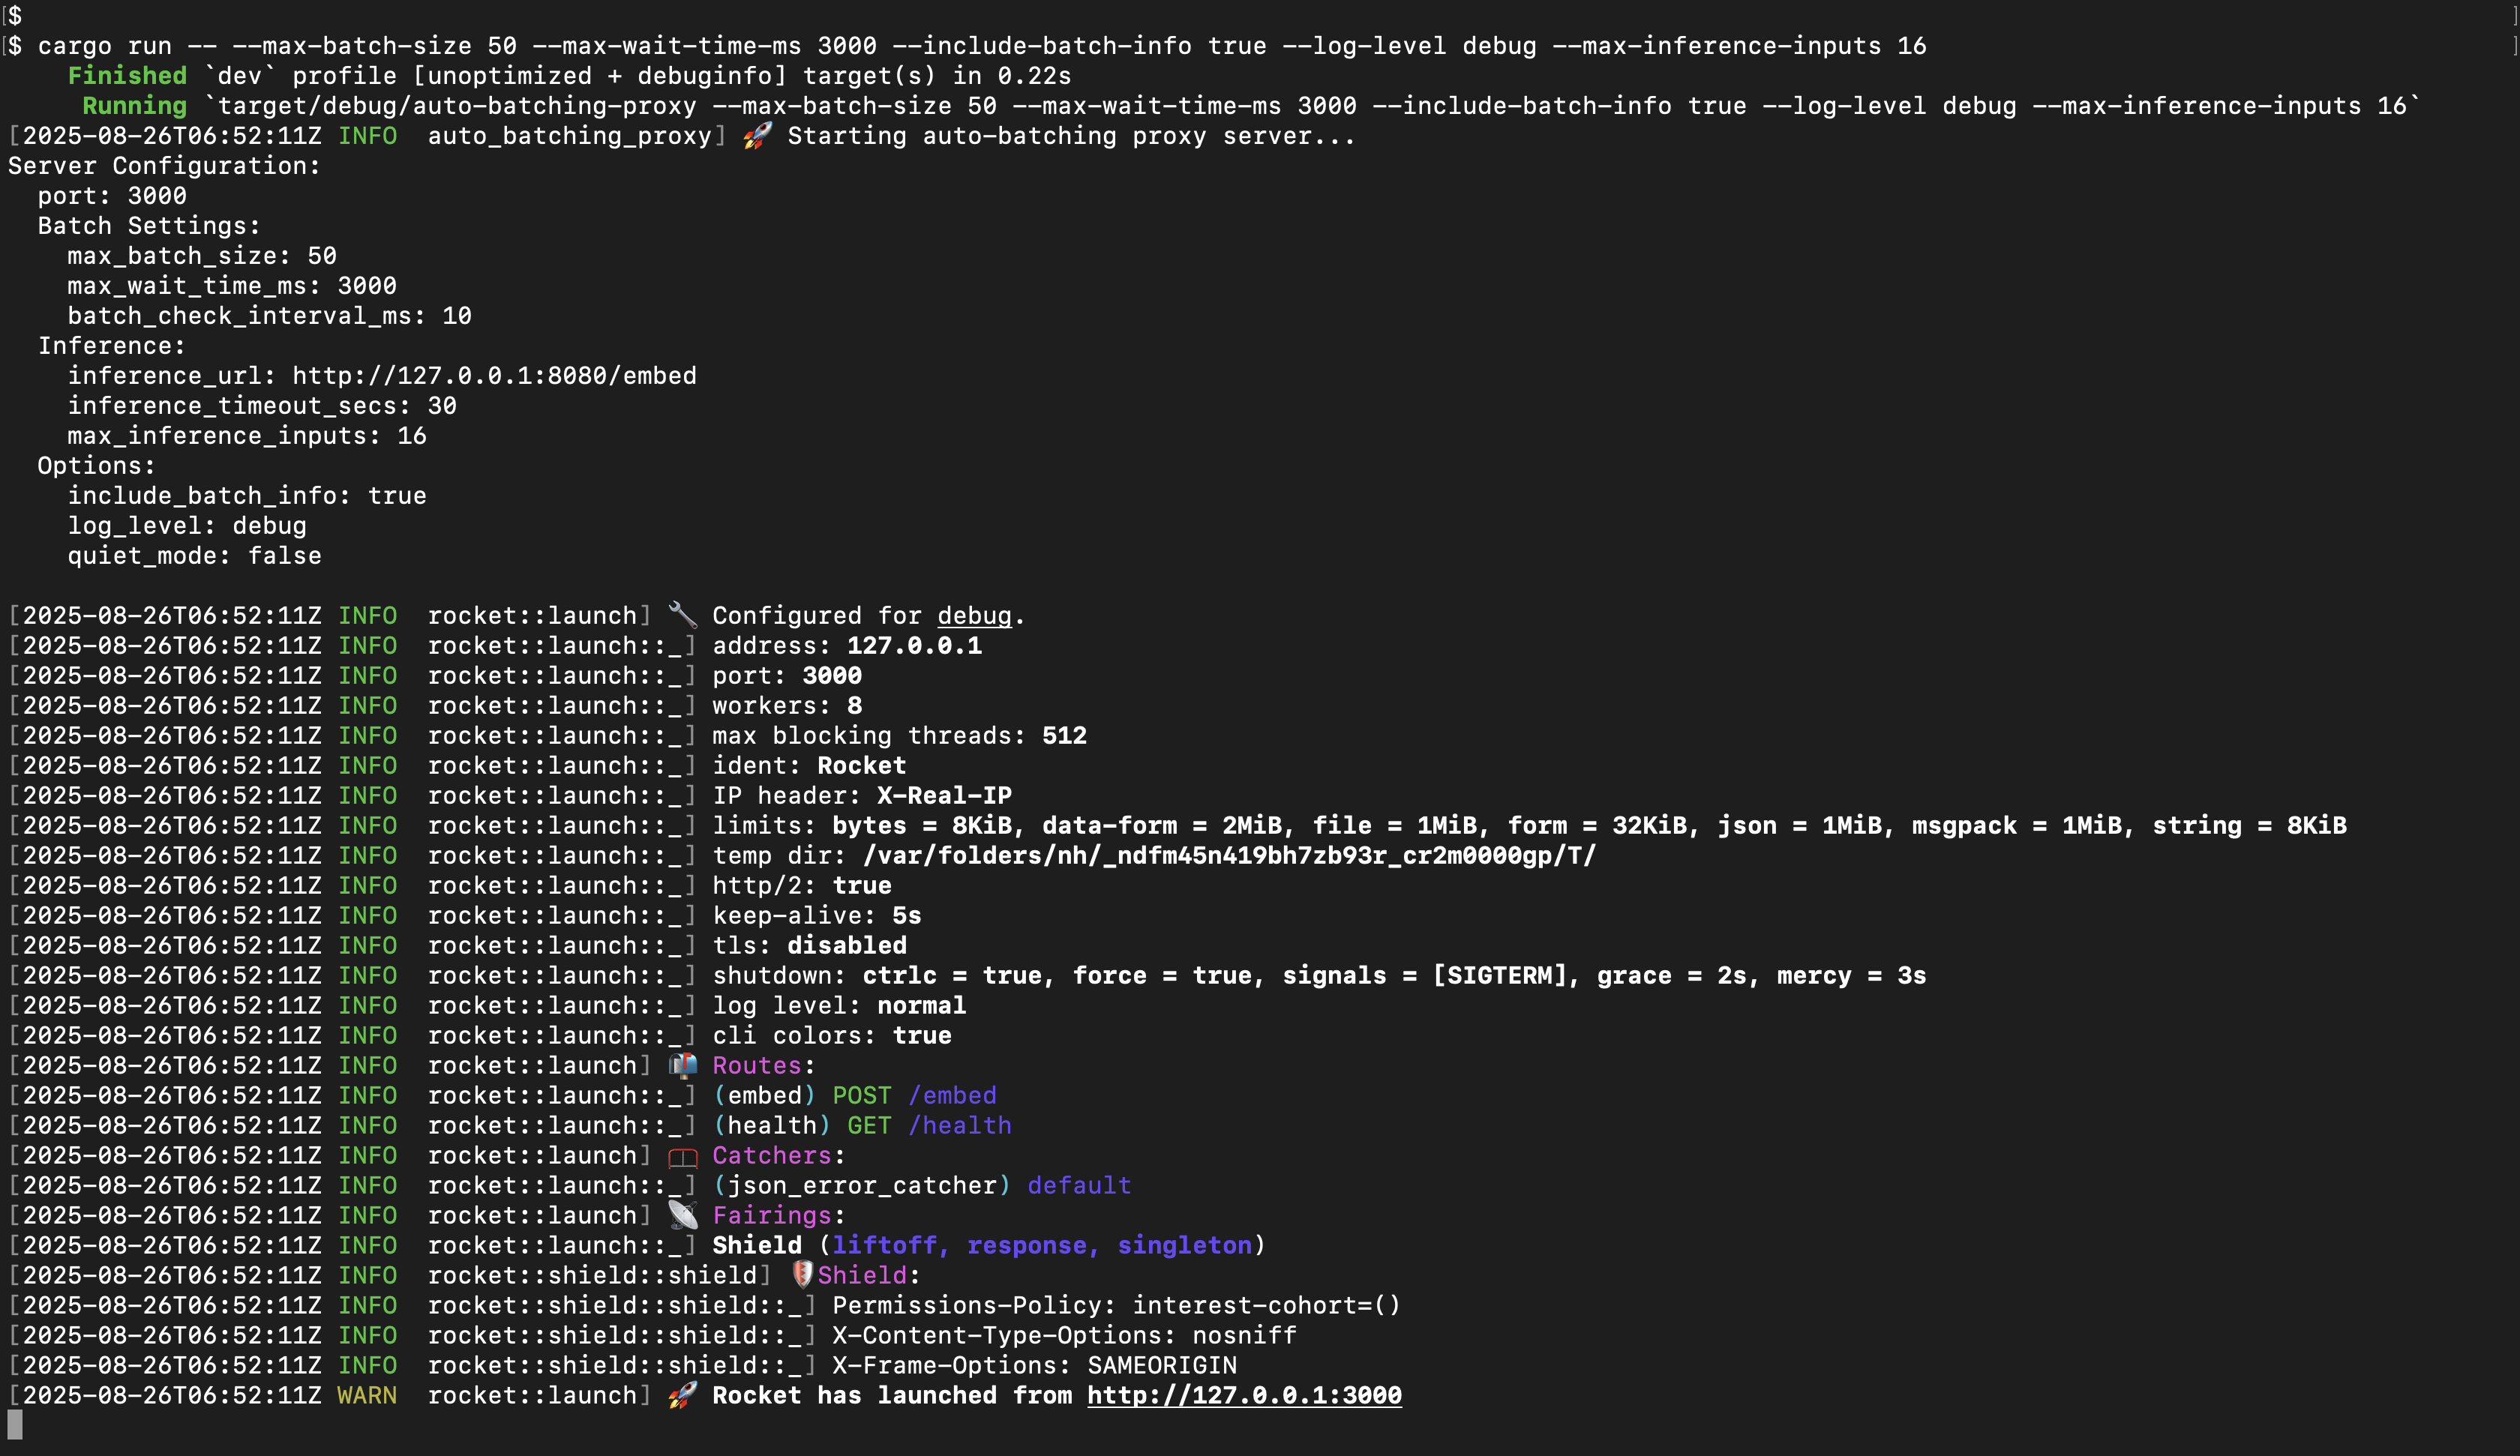 $
$ cargo run -- --max-batch-size 50 --max-wait-time-ms 3000 --include-batch-info true --log-level debug --max-inference-inputs 16
    Finished `dev` profile [unoptimized + debuginfo] target(s) in 0.22s
     Running `target/debug/auto-batching-proxy --max-batch-size 50 --max-wait-time-ms 3000 --include-batch-info true --log-level debug --max-inference-inputs 16`
[2025-08-26T06:52:11Z INFO  auto_batching_proxy] 🚀 Starting auto-batching proxy server...
Server Configuration:
  port: 3000
  Batch Settings:
    max_batch_size: 50
    max_wait_time_ms: 3000
    batch_check_interval_ms: 10
  Inference:
    inference_url: http://127.0.0.1:8080/embed
    inference_timeout_secs: 30
    max_inference_inputs: 16
  Options:
    include_batch_info: true
    log_level: debug
    quiet_mode: false

[2025-08-26T06:52:11Z INFO  rocket::launch] 🔧 Configured for debug.
[2025-08-26T06:52:11Z INFO  rocket::launch::_] address: 127.0.0.1
[2025-08-26T06:52:11Z INFO  rocket::launch::_] port: 3000
[2025-08-26T06:52:11Z INFO  rocket::launch::_] workers: 8
[2025-08-26T06:52:11Z INFO  rocket::launch::_] max blocking threads: 512
[2025-08-26T06:52:11Z INFO  rocket::launch::_] ident: Rocket
[2025-08-26T06:52:11Z INFO  rocket::launch::_] IP header: X-Real-IP
[2025-08-26T06:52:11Z INFO  rocket::launch::_] limits: bytes = 8KiB, data-form = 2MiB, file = 1MiB, form = 32KiB, json = 1MiB, msgpack = 1MiB, string = 8KiB
[2025-08-26T06:52:11Z INFO  rocket::launch::_] temp dir: /var/folders/nh/_ndfm45n419bh7zb93r_cr2m0000gp/T/
[2025-08-26T06:52:11Z INFO  rocket::launch::_] http/2: true
[2025-08-26T06:52:11Z INFO  rocket::launch::_] keep-alive: 5s
[2025-08-26T06:52:11Z INFO  rocket::launch::_] tls: disabled
[2025-08-26T06:52:11Z INFO  rocket::launch::_] shutdown: ctrlc = true, force = true, signals = [SIGTERM], grace = 2s, mercy = 3s
[2025-08-26T06:52:11Z INFO  rocket::launch::_] log level: normal
[2025-08-26T06:52:11Z INFO  rocket::launch::_] cli colors: true
[2025-08-26T06:52:11Z INFO  rocket::launch] 📬 Routes:
[2025-08-26T06:52:11Z INFO  rocket::launch::_] (embed) POST /embed
[2025-08-26T06:52:11Z INFO  rocket::launch::_] (health) GET /health
[2025-08-26T06:52:11Z INFO  rocket::launch] 🥅 Catchers:
[2025-08-26T06:52:11Z INFO  rocket::launch::_] (json_error_catcher) default
[2025-08-26T06:52:11Z INFO  rocket::launch] 📡 Fairings:
[2025-08-26T06:52:11Z INFO  rocket::launch::_] Shield (liftoff, response, singleton)
[2025-08-26T06:52:11Z INFO  rocket::shield::shield] 🛡️Shield:
[2025-08-26T06:52:11Z INFO  rocket::shield::shield::_] Permissions-Policy: interest-cohort=()
[2025-08-26T06:52:11Z INFO  rocket::shield::shield::_] X-Content-Type-Options: nosniff
[2025-08-26T06:52:11Z INFO  rocket::shield::shield::_] X-Frame-Options: SAMEORIGIN
[2025-08-26T06:52:11Z WARN  rocket::launch] 🚀 Rocket has launched from http://127.0.0.1:3000